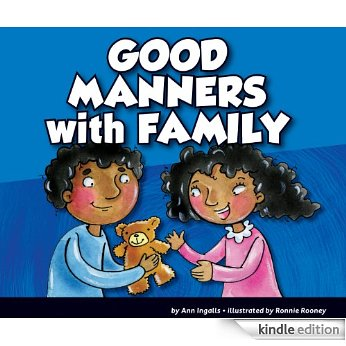 GOOD
MANNERS
with FAMILY
by Ann Ingalls • illustrated by Ronnie Rooney
kindle edition